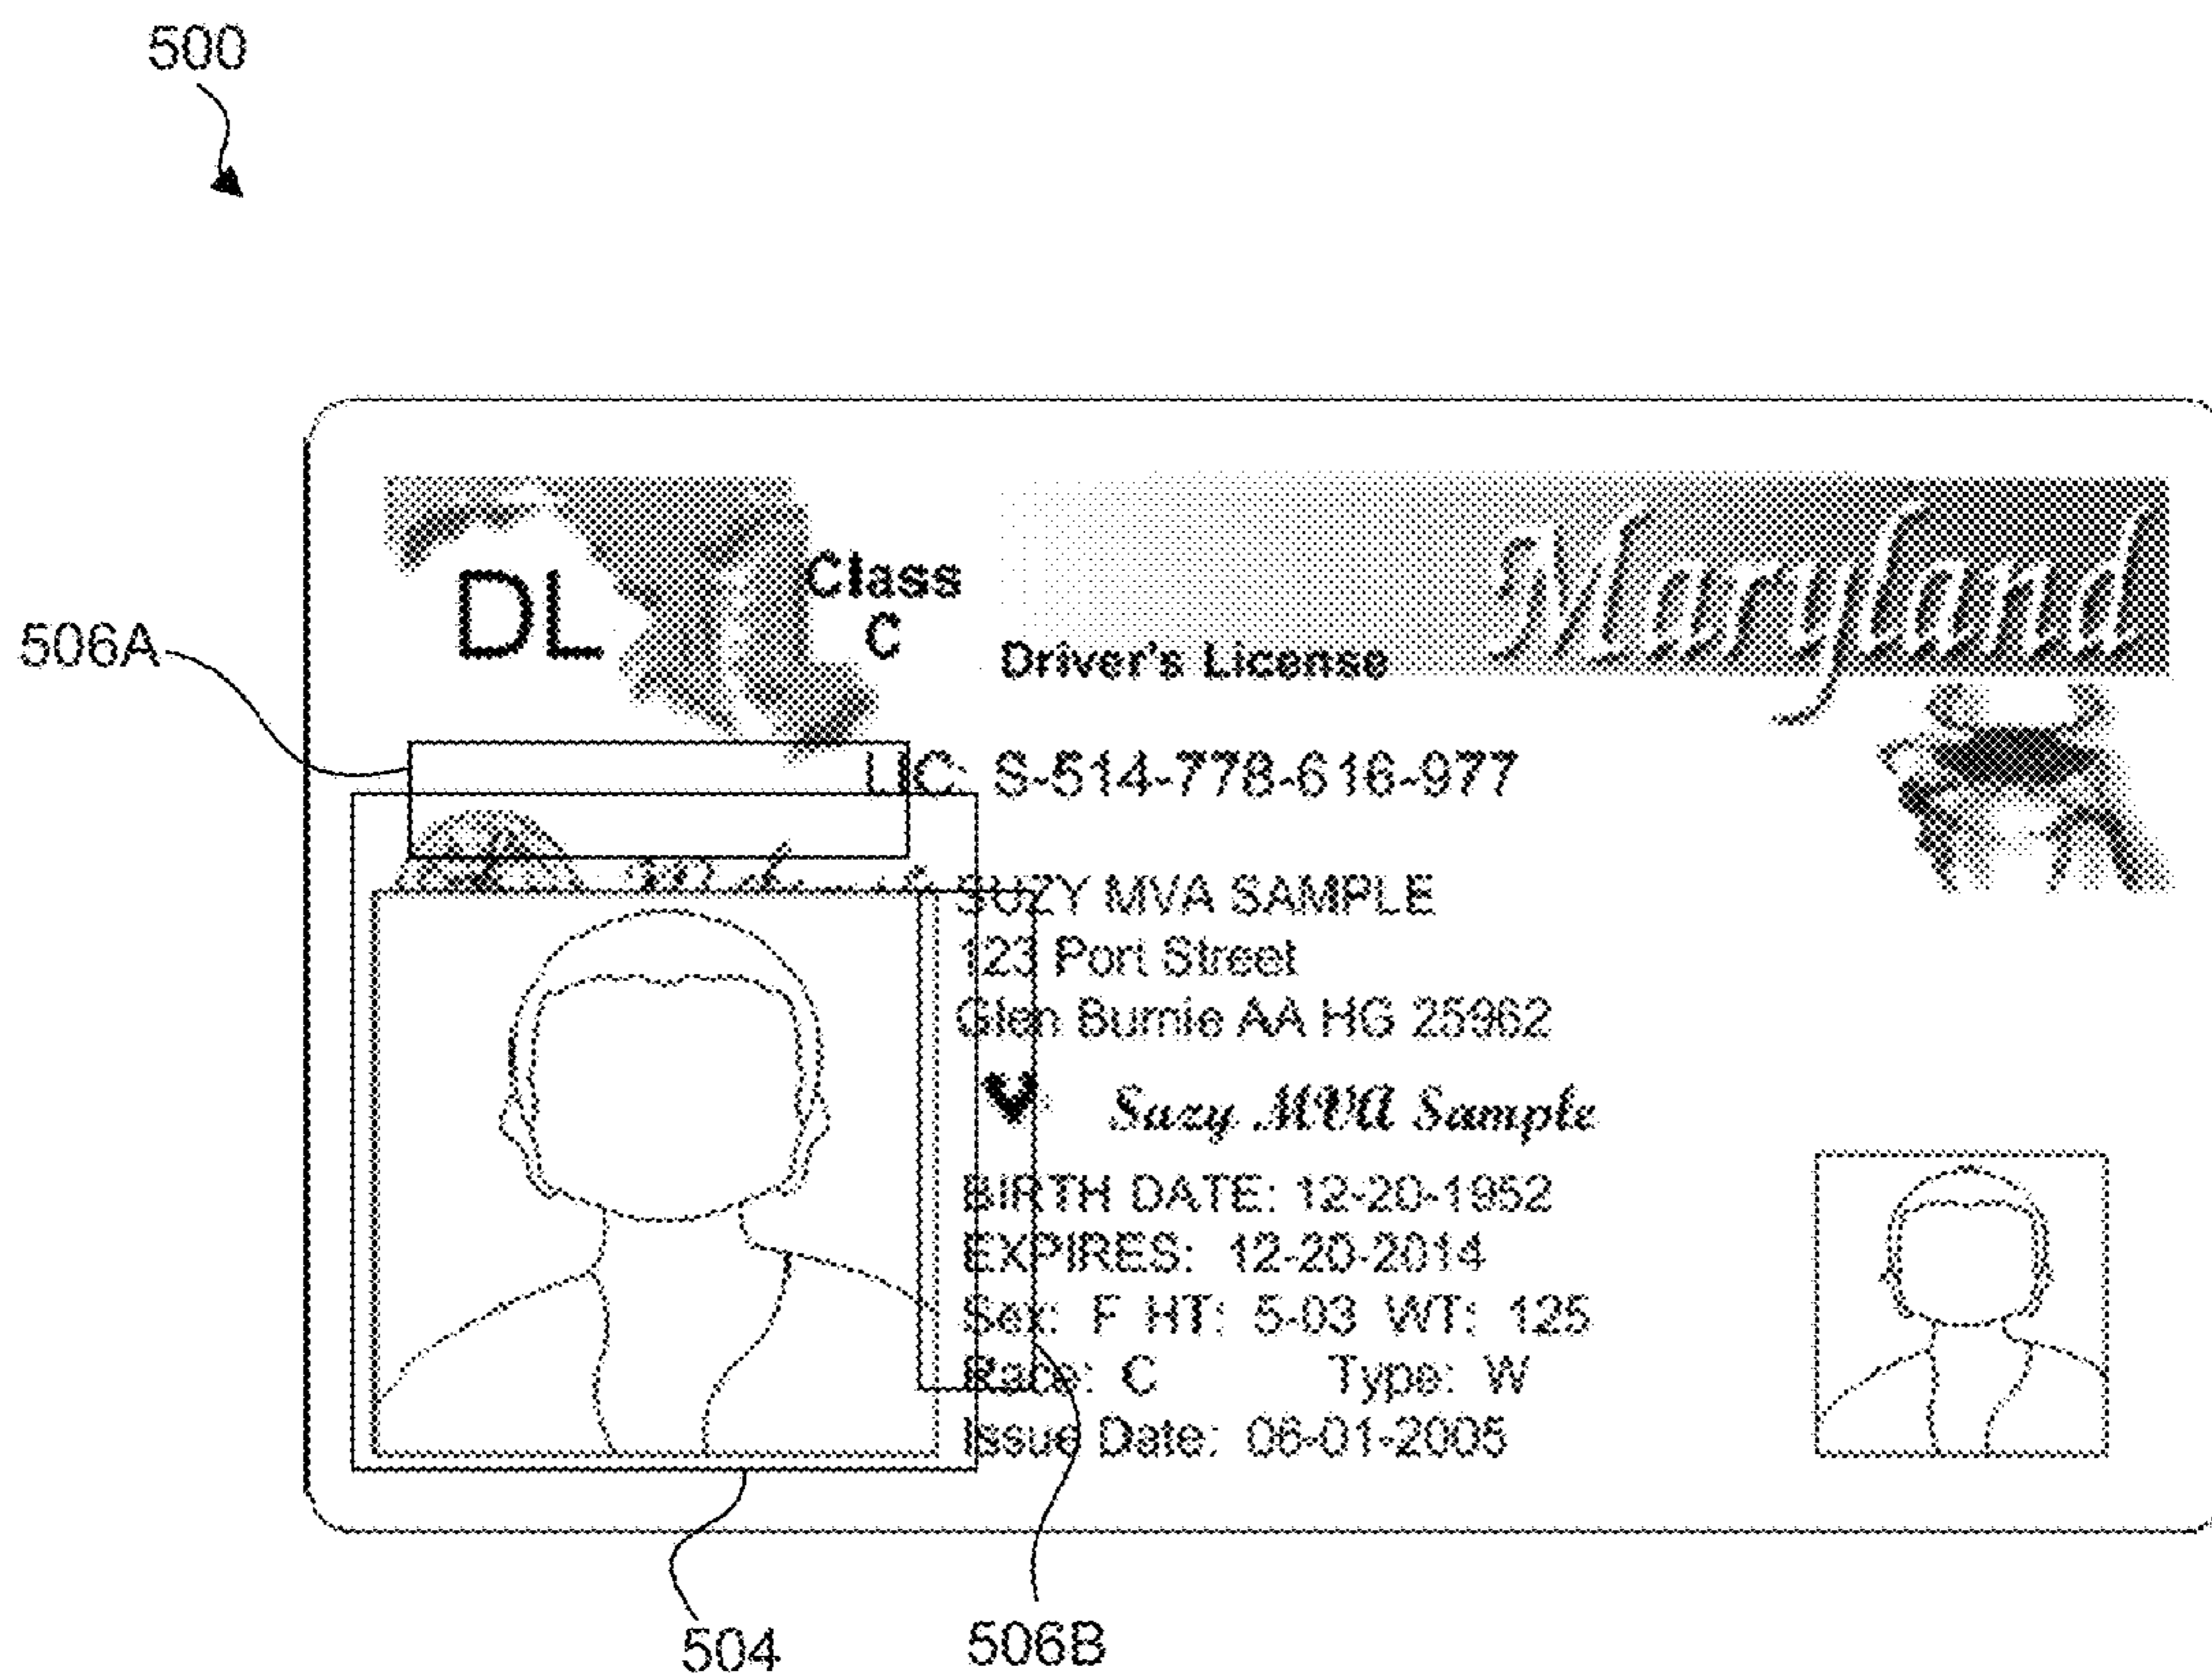 500
DL
Class
C
Maryland
Driver's License
506A
LIC: S-514-778-616-977
SUZY MVA SAMPLE
123 Port Street
Glen Burnie AA HG 25962
Suzy MVA Sample
BIRTH DATE: 12-20-1952
EXPIRES: 12-20-2014
Sex: F HT: 5-03 WT: 125
Race: C Type: W
Issue Date: 06-01-2005
504
506B